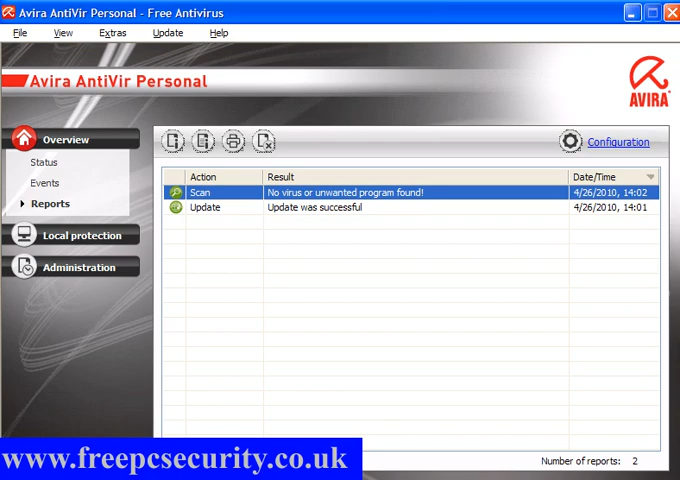 Avira AntiVir Personal - Free Antivirus
File View Extras Update Help
Avira AntiVir Personal
AVIRA
Overview
Status
Events
Reports
Local protection
Administration
Configuration
Action Result Date/Time
Scan No virus or unwanted program found! 4/26/2010, 14:02
Update Update was successful 4/26/2010, 14:01
Number of reports: 2
www.freepcsecurity.co.uk